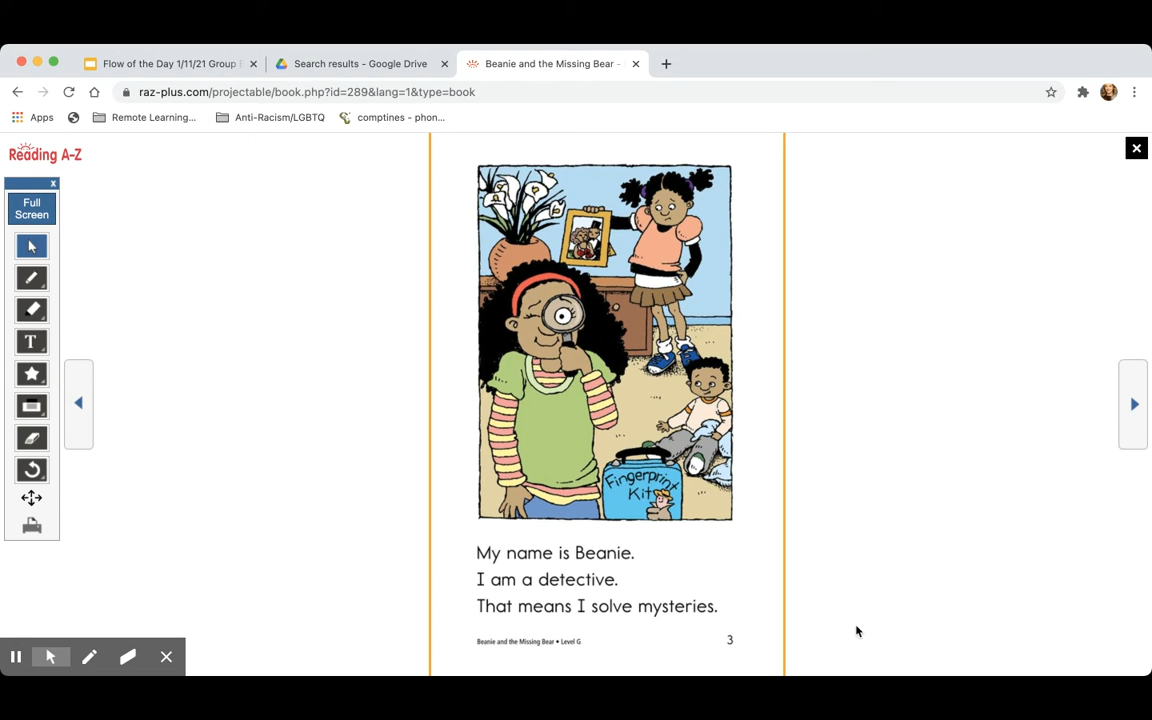 Flow of the Day 1/11/21 Group
Search results - Google Drive
Beanie and the Missing Bear -
raz-plus.com/projectable/book.php?id=289&lang=1&type=book
Apps
Remote Learning...
Anti-Racism/LGBTQ
comptines - phon...
Reading A-Z
x
Full
Screen
T
Fingerprint
Kit
My name is Beanie.
I am a detective.
That means I solve mysteries.
Beanie and the Missing Bear • Level G
3